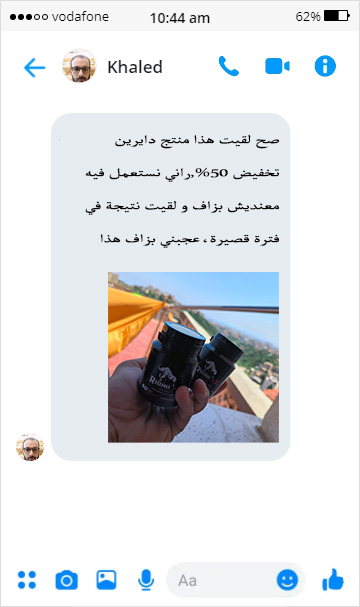 vodafone 10:44 am 62%
Khaled
صح لقيت هذا منتج دايرين
تخفيض 50%,راني نستعمل فيه
معنديش بزاف و لقيت نتيجة في
فترة قصيرة ، عجبني بزاف هذا
RHINO
Aa